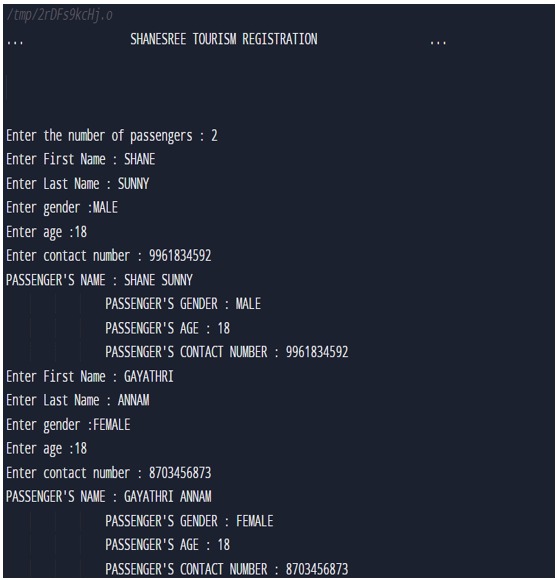 /tmp/2rDFs9kcHj.o
... SHANESREE TOURISM REGISTRATION ...
Enter the number of passengers : 2
Enter First Name : SHANE
Enter Last Name : SUNNY
Enter gender :MALE
Enter age :18
Enter contact number : 9961834592
PASSENGER'S NAME : SHANE SUNNY
PASSENGER'S GENDER : MALE
PASSENGER'S AGE : 18
PASSENGER'S CONTACT NUMBER : 9961834592
Enter First Name : GAYATHRI
Enter Last Name : ANNAM
Enter gender :FEMALE
Enter age :18
Enter contact number : 8703456873
PASSENGER'S NAME : GAYATHRI ANNAM
PASSENGER'S GENDER : FEMALE
PASSENGER'S AGE : 18
PASSENGER'S CONTACT NUMBER : 8703456873